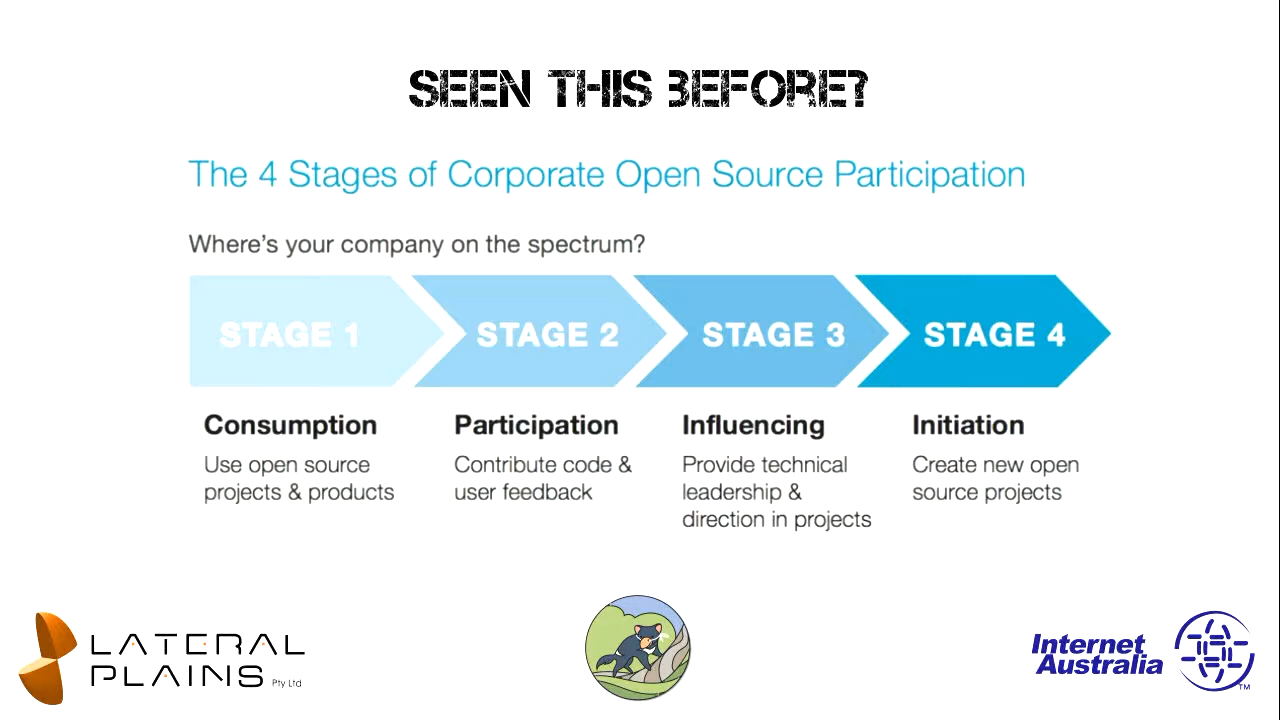 SEEN THIS BEFORE?
The 4 Stages of Corporate Open Source Participation
Where's your company on the spectrum?
STAGE 1
STAGE 2
STAGE 3
STAGE 4
Consumption
Use open source
projects & products
Participation
Contribute code &
user feedback
Influencing
Provide technical
leadership &
direction in projects
Initiation
Create new open
source projects
LATERAL
PLAINS Pty Ltd
Internet
Australia
TM